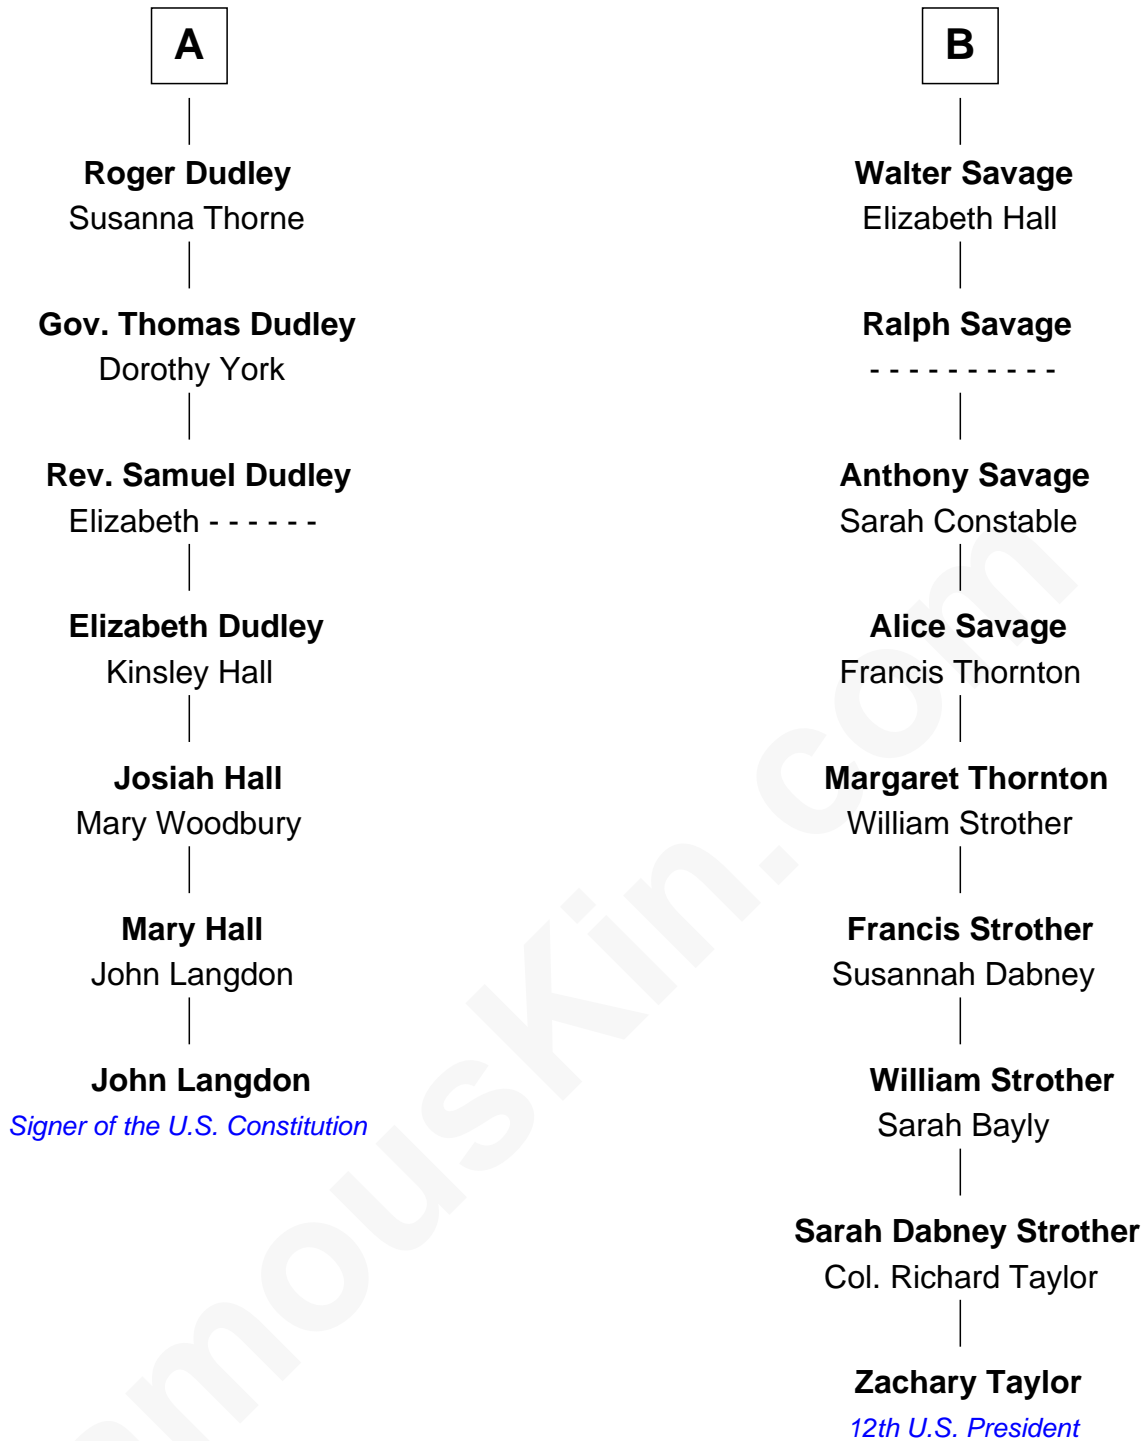 A
Roger Dudley
Susanna Thorne
Gov. Thomas Dudley
Dorothy York
Rev. Samuel Dudley
Elizabeth - - - - - -
Elizabeth Dudley
Kinsley Hall
Josiah Hall
Mary Woodbury
Mary Hall
John Langdon
John Langdon
Signer of the U.S. Constitution
B
Walter Savage
Elizabeth Hall
Ralph Savage
- - - - - - - - - -
Anthony Savage
Sarah Constable
Alice Savage
Francis Thornton
Margaret Thornton
William Strother
Francis Strother
Susannah Dabney
William Strother
Sarah Bayly
Sarah Dabney Strother
Col. Richard Taylor
Zachary Taylor
12th U.S. President
amousKin.com